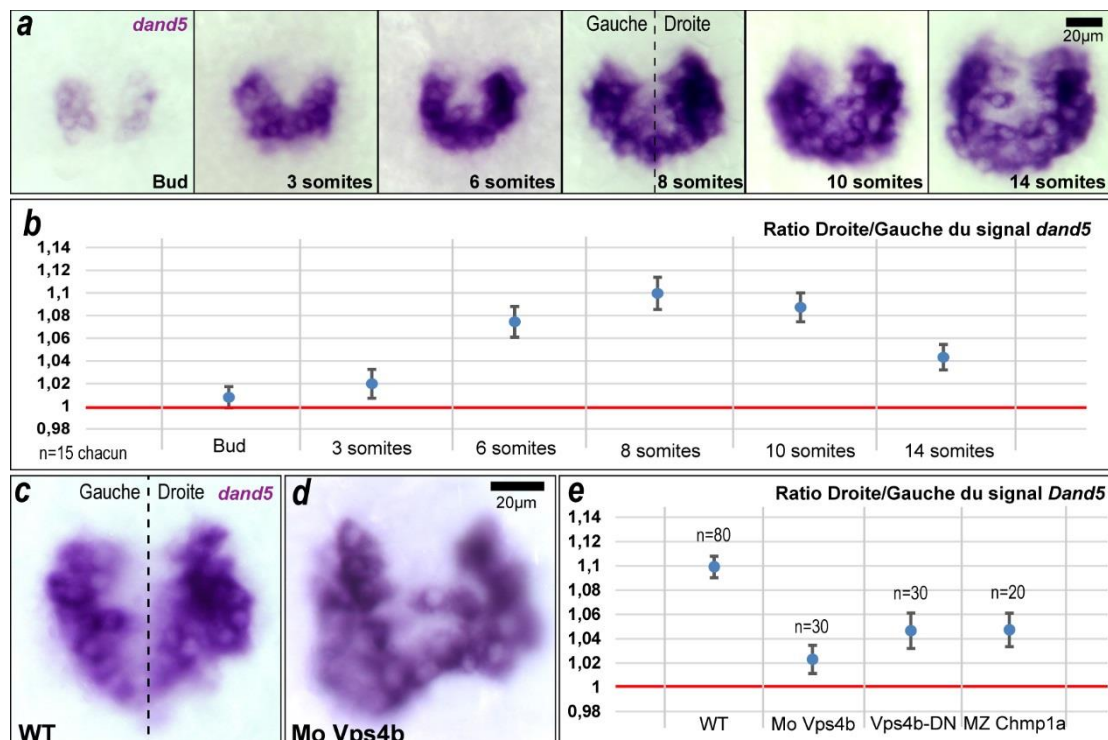 a
dand5
Gauche Droite
20µm
Bud
3 somites
6 somites
8 somites
10 somites
14 somites
b
Ratio Droite/Gauche du signal dand5
1,14
1,12
1,1
1,08
1,06
1,04
1,02
1
0,98
n=15 chacun
Bud
3 somites
6 somites
8 somites
10 somites
14 somites
c
Gauche Droite
dand5
WT
d
20µm
Mo Vps4b
e
Ratio Droite/Gauche du signal Dand5
1,14
1,12
1,1
1,08
1,06
1,04
1,02
1
0,98
n=80
n=30
n=30
n=20
WT
Mo Vps4b
Vps4b-DN
MZ Chmp1a